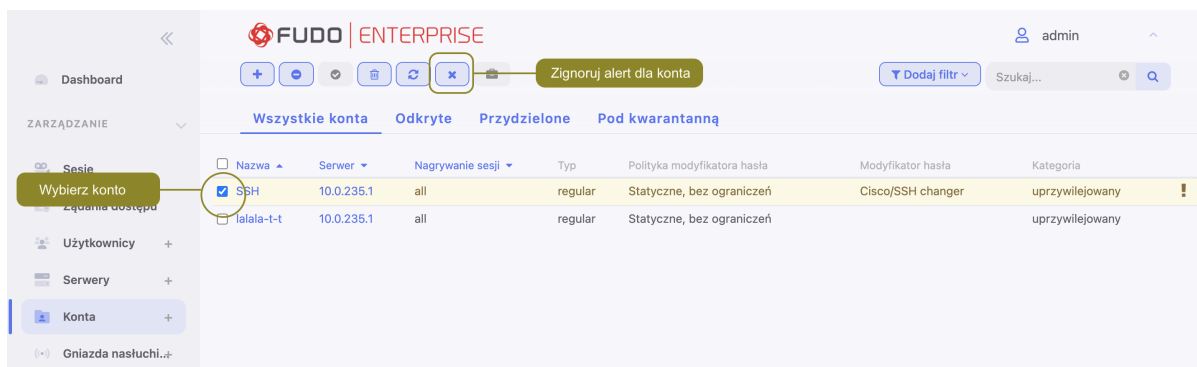 FUDO ENTERPRISE
admin
Dashboard
Zignoruj alert dla konta
Dodaj filtr
Szukaj...
ZARZĄDZANIE
Wszystkie konta Odkryte Przydzielone Pod kwarantanną
Sesje
Nazwa Serwer Nagrywanie sesji Typ Polityka modyfikatora hasła Modyfikator hasła Kategoria
Wybierz konto
SSH 10.0.235.1 all regular Statyczne, bez ograniczeń Cisco/SSH changer uprzywilejowany !
Żądania dostępu
lalala-t-t 10.0.235.1 all regular Statyczne, bez ograniczeń uprzywilejowany
Użytkownicy +
Serwery +
Konta +
Gniazda nasłuchi...+